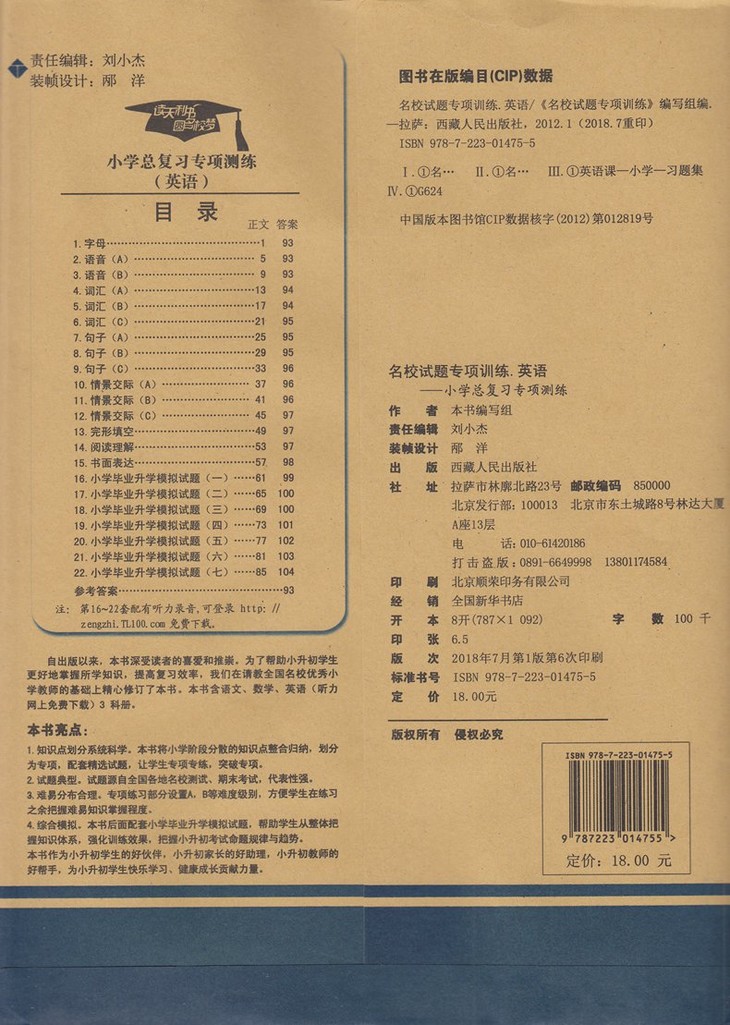 责任编辑：刘小杰
装帧设计：邴　洋
读天利书
圆名校梦
小学总复习专项测练
（英语）
目 录
正文 答案
1. 字母……1 93
2. 语音（A）……5 93
3. 语音（B）……9 93
4. 词汇（A）……13 94
5. 词汇（B）……17 94
6. 词汇（C）……21 95
7. 句子（A）……25 95
8. 句子（B）……29 95
9. 句子（C）……33 96
10. 情景交际（A）……37 96
11. 情景交际（B）……41 96
12. 情景交际（C）……45 97
13. 完形填空……49 97
14. 阅读理解……53 97
15. 书面表达……57 98
16. 小学毕业升学模拟试题（一）……61 99
17. 小学毕业升学模拟试题（二）……65 100
18. 小学毕业升学模拟试题（三）……69 100
19. 小学毕业升学模拟试题（四）……73 101
20. 小学毕业升学模拟试题（五）……77 102
21. 小学毕业升学模拟试题（六）……81 103
22. 小学毕业升学模拟试题（七）……85 104
参考答案……93
注： 第16~22套配有听力录音,可登录 http: //
zengzhi.TL100.com 免费下载。
自出版以来，本书深受读者的喜爱和推崇。为了帮助小升初学生
更好地掌握所学知识，提高复习效率，我们在请教全国名校优秀小
学教师的基础上精心修订了本书。本书含语文、数学、英语（听力
网上免费下载）3 科册。
本书亮点：
1. 知识点划分系统科学。本书将小学阶段分散的知识点整合归纳，划分
为专项，配套精选试题，让学生专项专练，突破专项。
2. 试题典型。试题源自全国各地名校测试、期末考试，代表性强。
3. 难易分布合理。专项练习部分设置A，B等难度级别，方便学生在练习
之余把握难易知识掌握程度。
4. 综合模拟。本书后面配套小学毕业升学模拟试题，帮助学生从整体把
握知识体系，强化训练效果，把握小升初考试命题规律与趋势。
本书作为小升初学生的好伙伴，小升初家长的好助理，小升初教师的
好帮手，为小升初学生快乐学习、健康成长贡献力量。
图书在版编目(CIP)数据
名校试题专项训练. 英语/《名校试题专项训练》编写组编.
—拉萨：西藏人民出版社，2012.1（2018.7重印）
ISBN 978-7-223-01475-5
Ⅰ.①名… Ⅱ.①名… Ⅲ.①英语课—小学—习题集
Ⅳ.①G624
中国版本图书馆CIP数据核字(2012)第012819号
名校试题专项训练. 英语
——小学总复习专项测练
作　者 本书编写组
责任编辑 刘小杰
装帧设计 邴　洋
出　版 西藏人民出版社
社　址 拉萨市林廓北路23号 邮政编码 850000
北京发行部：100013 北京市东土城路8号林达大厦
A座13层
电　　话：010-61420186
打击盗版：0891-6649998 13801174584
印　刷 北京顺荣印务有限公司
经　销 全国新华书店
开　本 8开(787×1 092) 字　数 100 千
印　张 6.5
版　次 2018年7月第1版第6次印刷
标准书号 ISBN 978-7-223-01475-5
定　价 18.00元
版权所有 侵权必究
ISBN 978-7-223-01475-5
9 787223 014755 >
定价：18.00 元